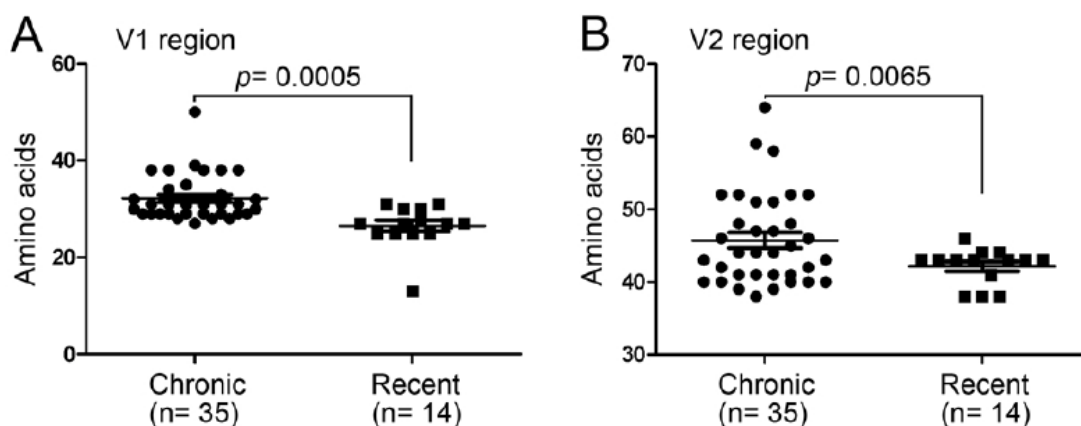 A V1 region
60
40
20
0
Amino acids
p= 0.0005
Chronic
(n= 35)
Recent
(n= 14)
B V2 region
70
60
50
40
30
Amino acids
p= 0.0065
Chronic
(n= 35)
Recent
(n= 14)